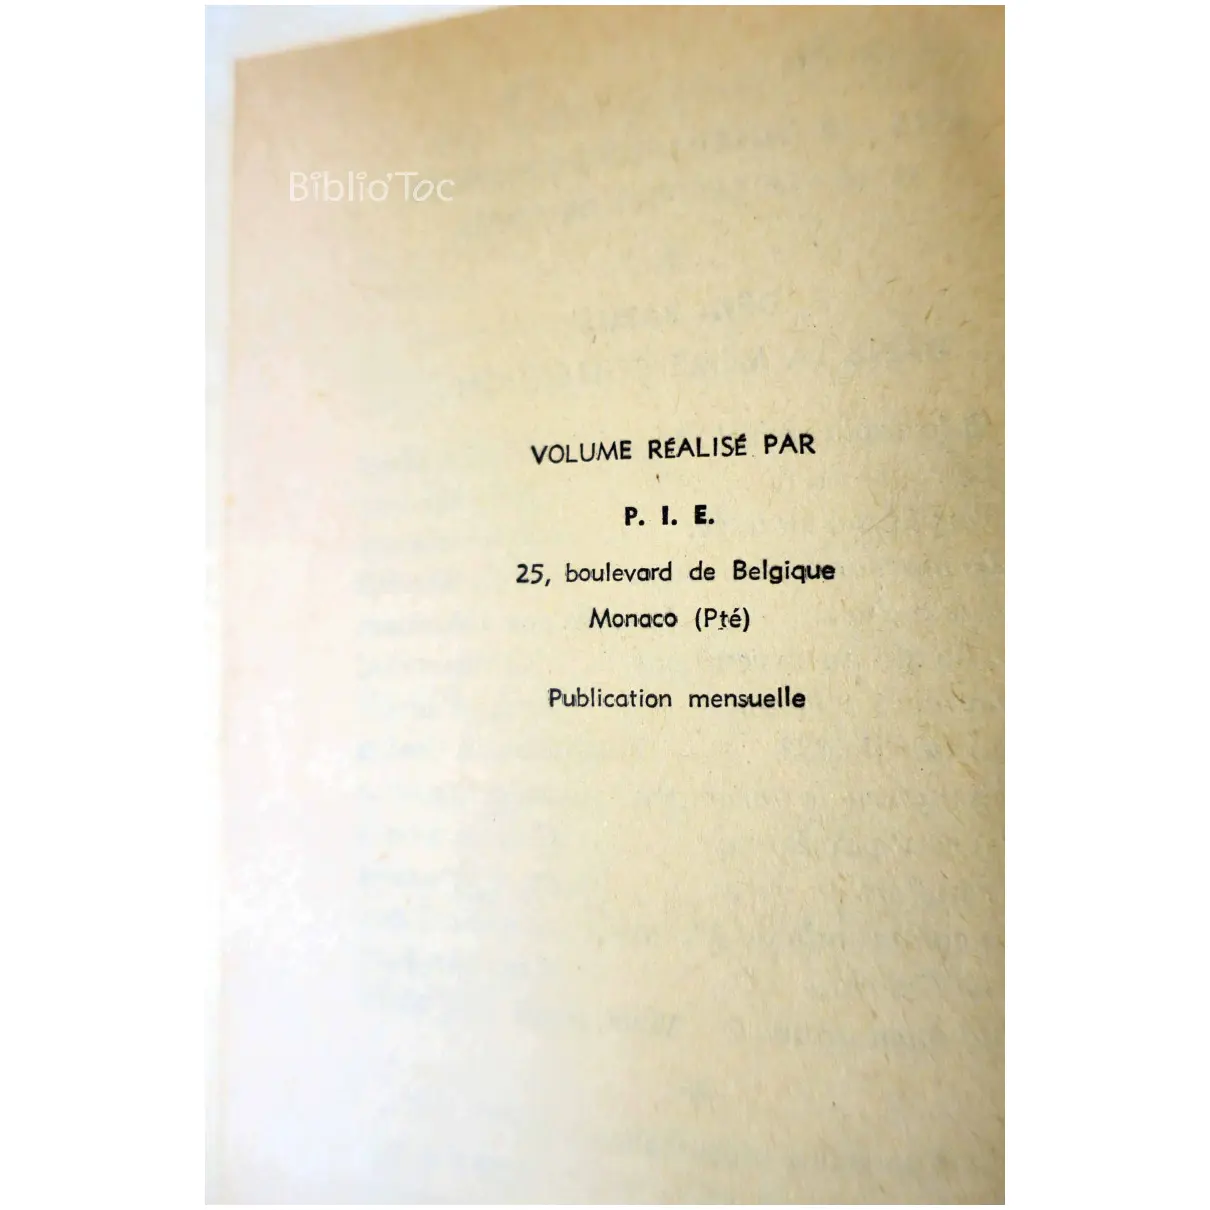 Biblio'Toc
VOLUME RÉALISÉ PAR
P. I. E.
25, boulevard de Belgique
Monaco (Pté)
Publication mensuelle